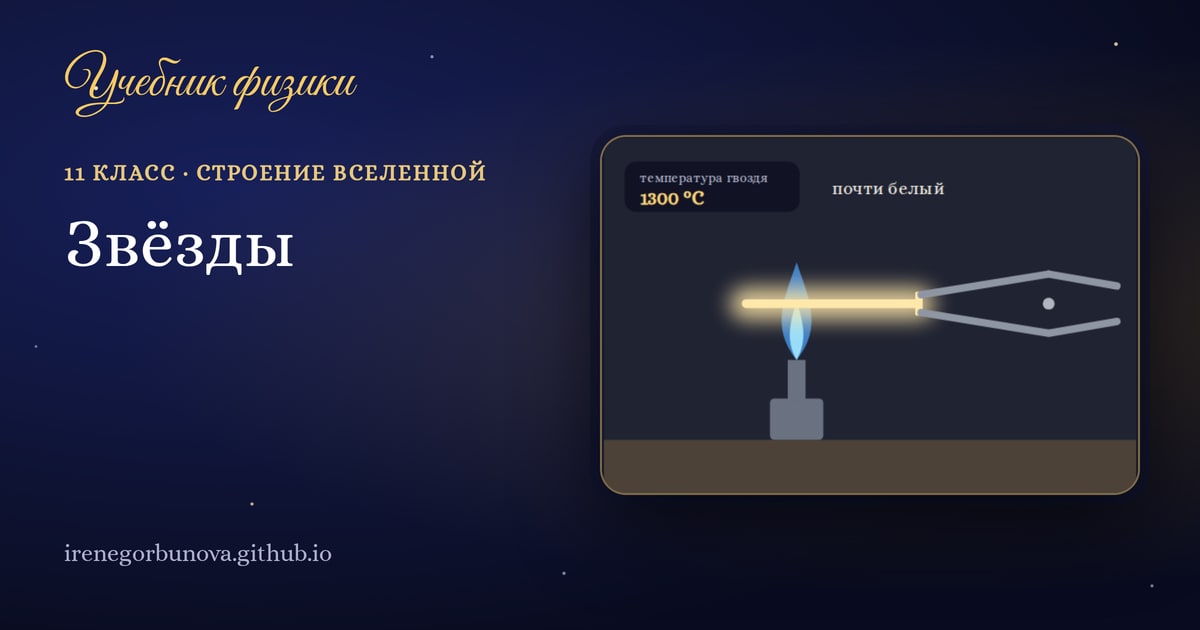 Учебник физики
11 КЛАСС · СТРОЕНИЕ ВСЕЛЕННОЙ
Звёзды
температура гвоздя
1300 °C
почти белый
irenegorbunova.github.io